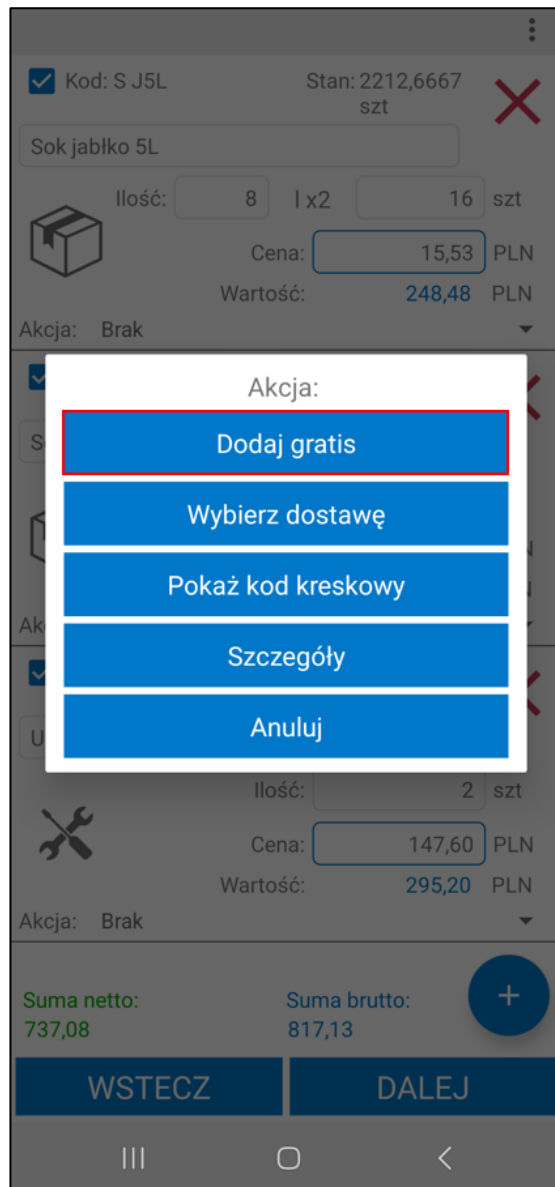 Kod: S J5L Stan: 2212,6667
szt
Sok jabłko 5L
Ilość: 8 l x2 16 szt
Cena: 15,53 PLN
Wartość: 248,48 PLN
Akcja: Brak
Akcja:
Dodaj gratis
Wybierz dostawę
Pokaż kod kreskowy
Szczegóły
Anuluj
Ilość: 2 szt
Cena: 147,60 PLN
Wartość: 295,20 PLN
Akcja: Brak
Suma netto: Suma brutto:
737,08 817,13
+
WSTECZ DALEJ